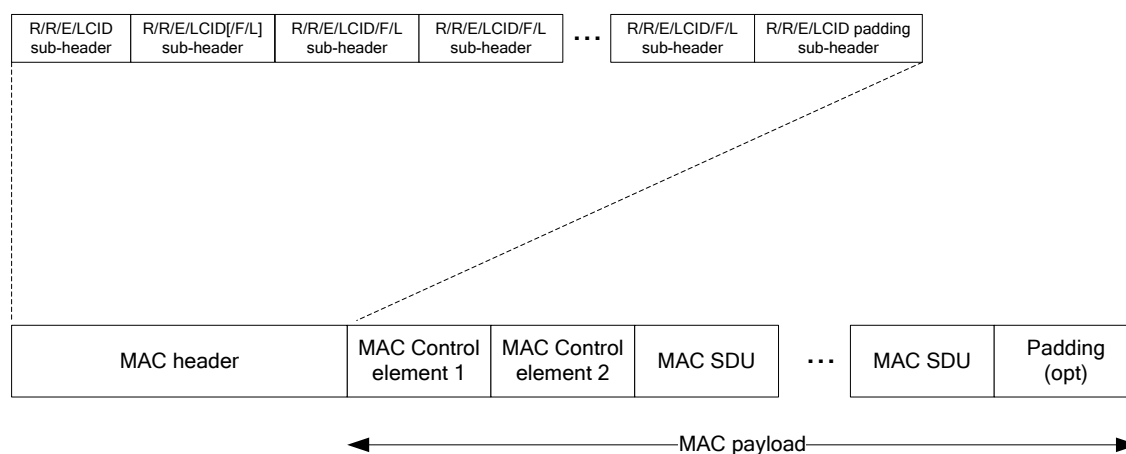 R/R/E/LCID
sub-header
R/R/E/LCID[/F/L]
sub-header
R/R/E/LCID/F/L
sub-header
R/R/E/LCID/F/L
sub-header
...
R/R/E/LCID/F/L
sub-header
R/R/E/LCID padding
sub-header
MAC header
MAC Control
element 1
MAC Control
element 2
MAC SDU
...
MAC SDU
Padding
(opt)
MAC payload